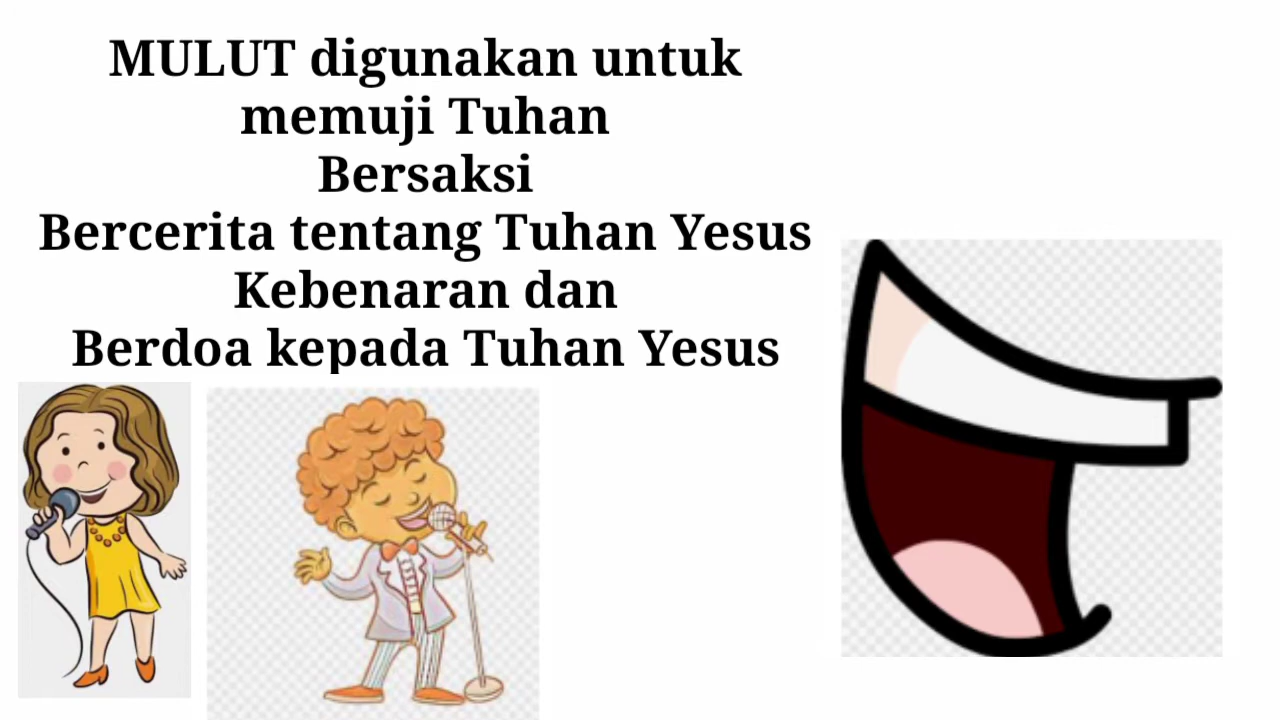 MULUT digunakan untuk
memuji Tuhan
Bersaksi
Bercerita tentang Tuhan Yesus
Kebenaran dan
Berdoa kepada Tuhan Yesus